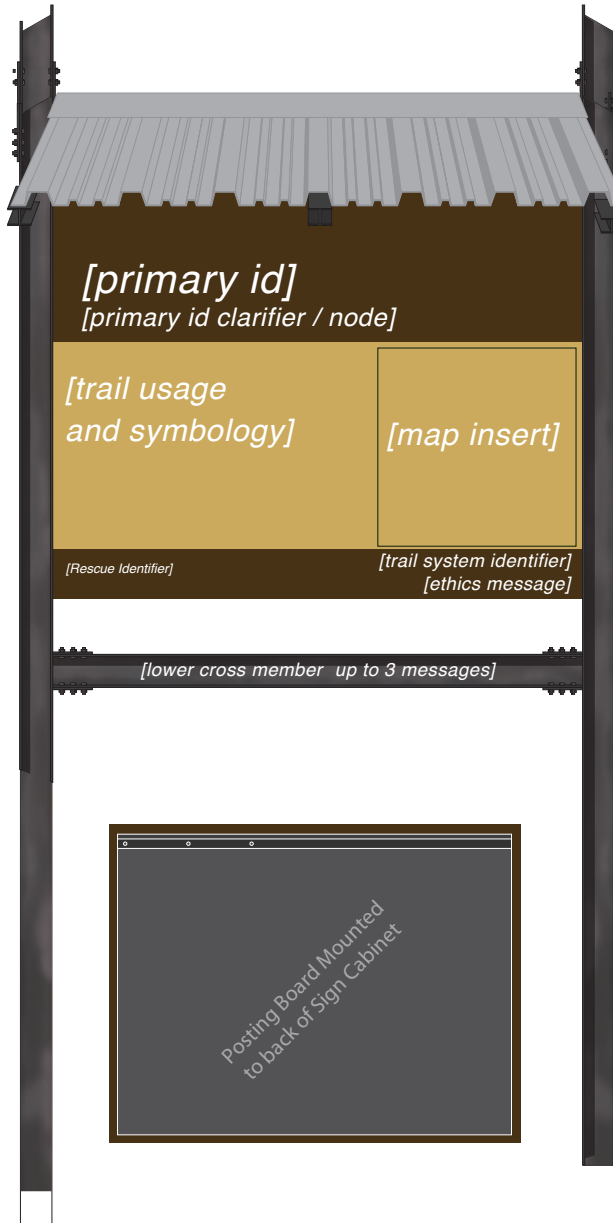 [primary id]
[primary id clarifier / node]
[trail usage
and symbology]
[map insert]
[Rescue Identifier]
[trail system identifier]
[ethics message]
[lower cross member  up to 3 messages]
Posting Board Mounted
to back of Sign Cabinet